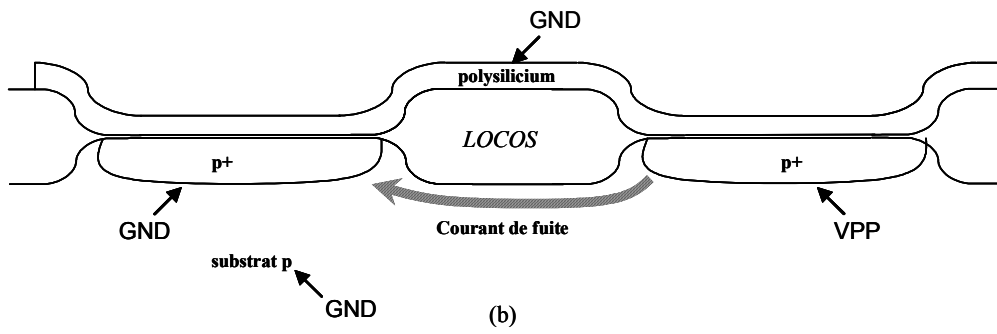 GND
polysilicium
LOCOS
p+
p+
GND
Courant de fuite
VPP
substrat p
GND
(b)